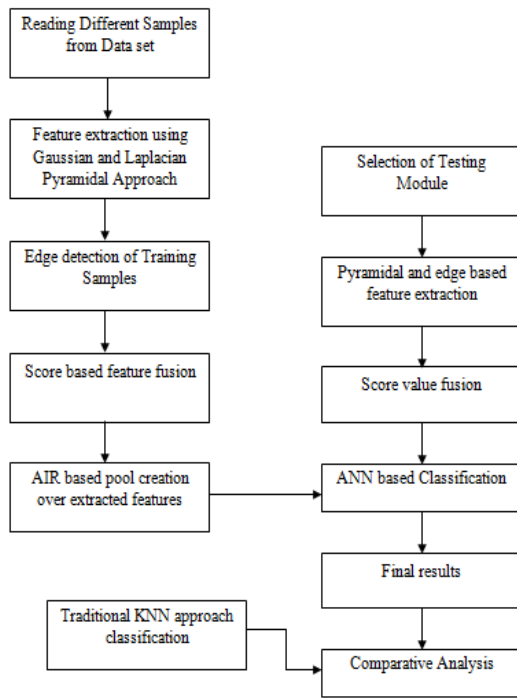 Reading Different Samples
from Data set
Feature extraction using
Gaussian and Laplacian
Pyramidal Approach
Edge detection of Training
Samples
Score based feature fusion
AIR based pool creation
over extracted features
Selection of Testing
Module
Pyramidal and edge based
feature extraction
Score value fusion
ANN based Classification
Final results
Traditional KNN approach
classification
Comparative Analysis